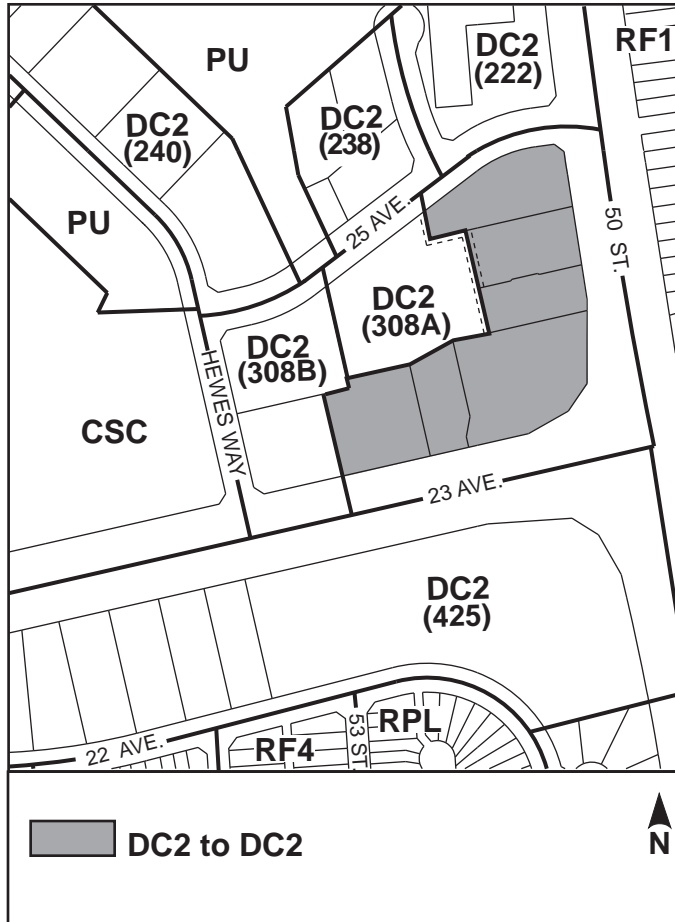 PU
DC2
(222)
RF1
DC2
(240)
DC2
(238)
PU
25 AVE.
50 ST.
DC2
(308A)
DC2
(308B)
HEWES WAY
CSC
23 AVE.
DC2
(425)
22 AVE.
RF4
53 ST.
RPL
DC2 to DC2
N